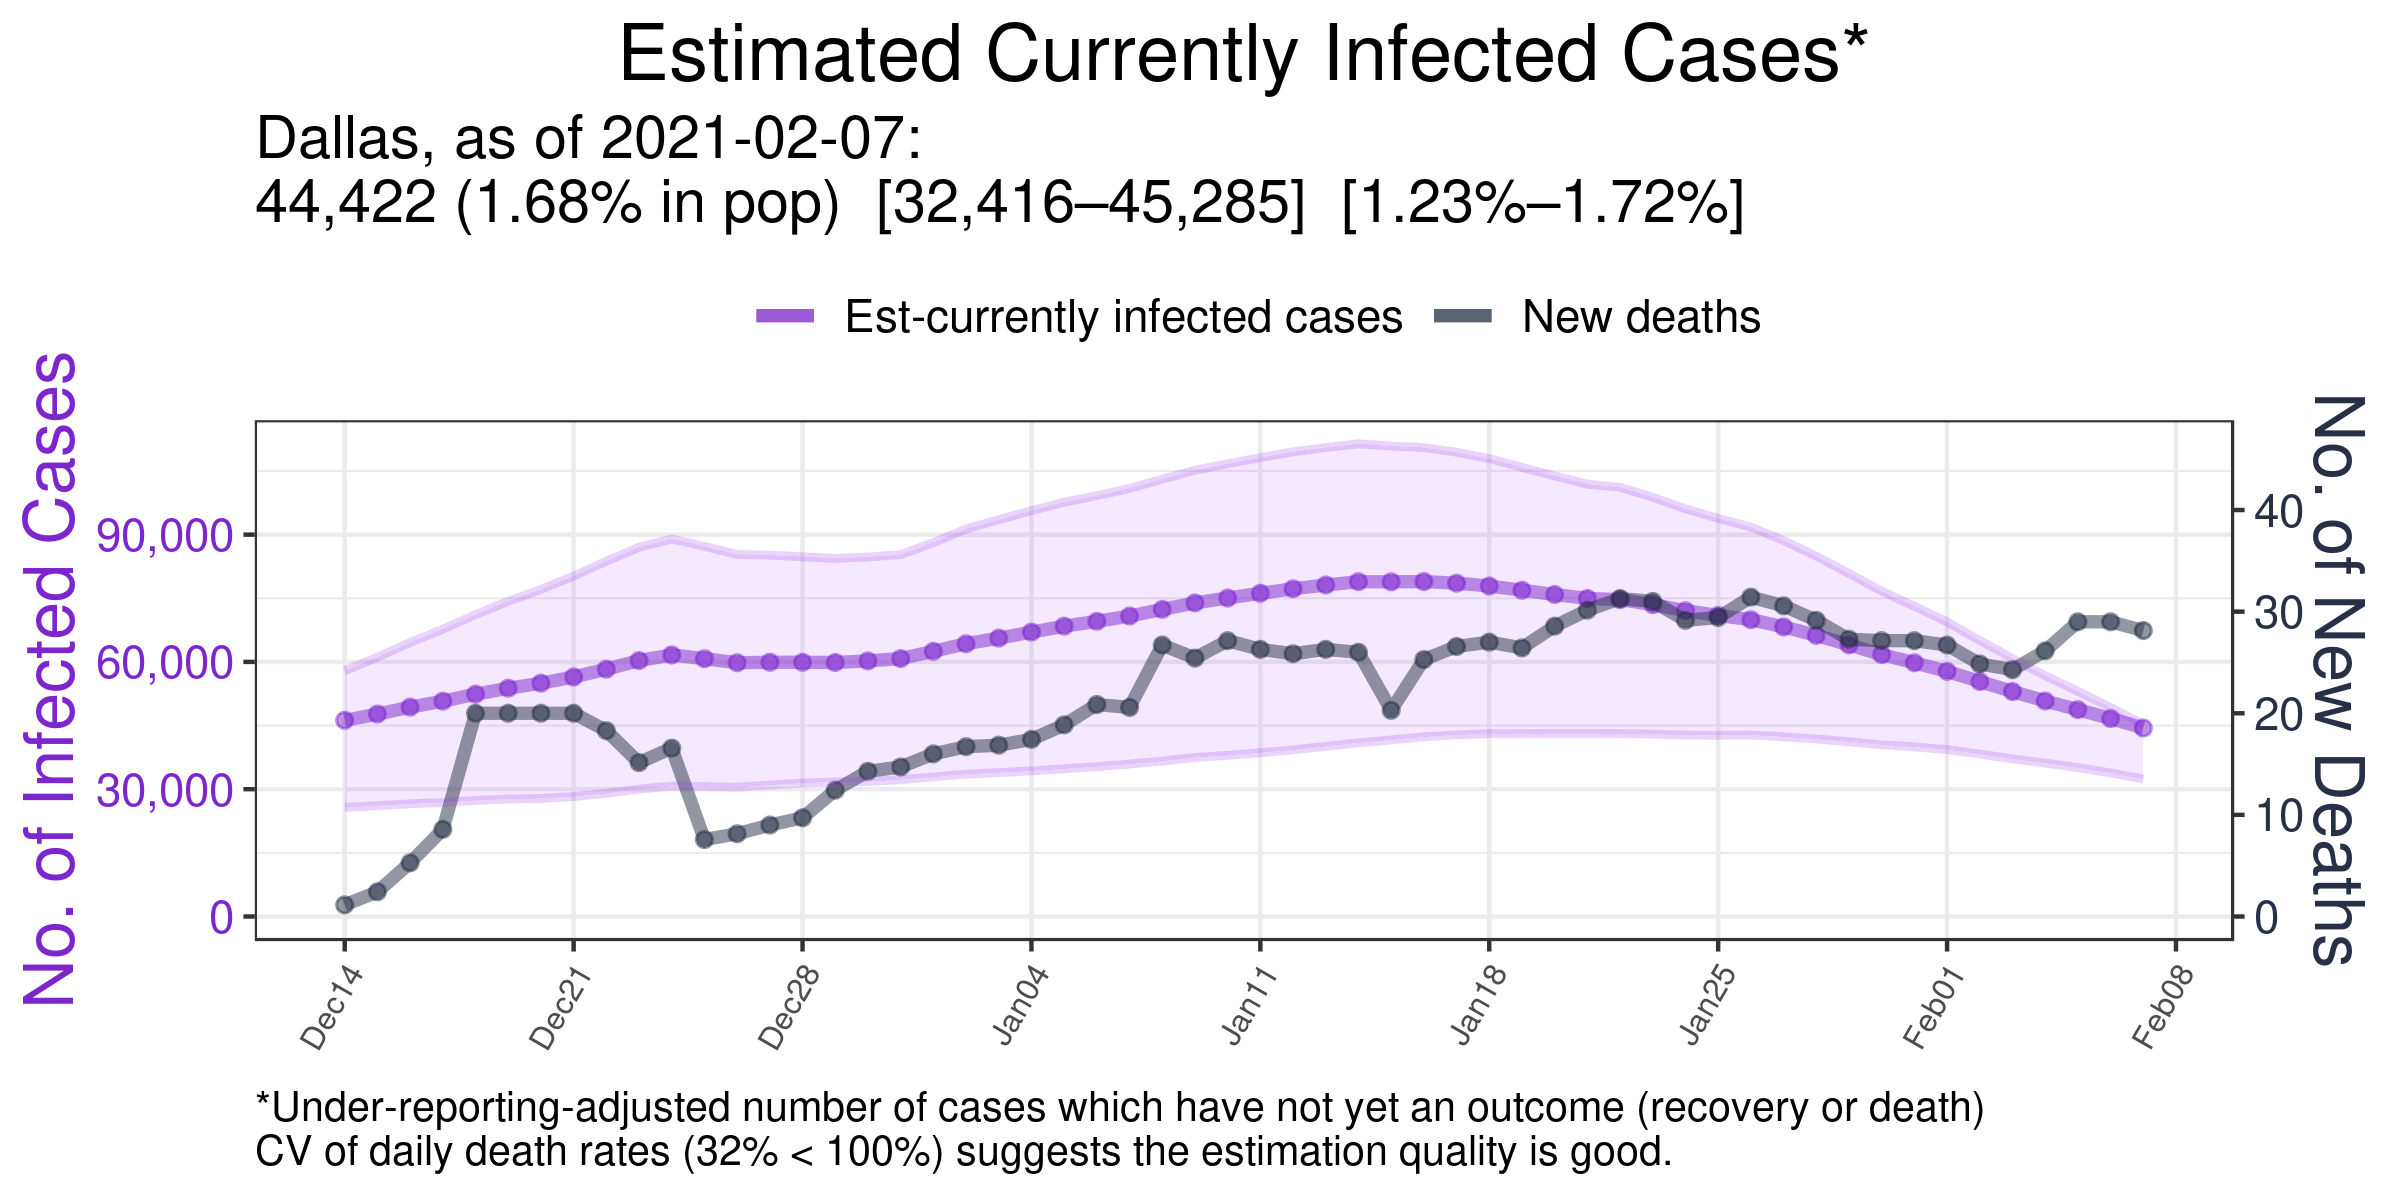 Estimated Currently Infected Cases*
Dallas, as of 2021-02-07:
44,422 (1.68% in pop)  [32,416–45,285]  [1.23%–1.72%]
Est-currently infected cases
New deaths
No. of Infected Cases
90,000
60,000
30,000
0
40
30
20
10
0
No. of New Deaths
Dec14
Dec21
Dec28
Jan04
Jan11
Jan18
Jan25
Feb01
Feb08
*Under-reporting-adjusted number of cases which have not yet an outcome (recovery or death)
CV of daily death rates (32% < 100%) suggests the estimation quality is good.